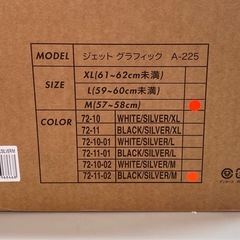 MODEL ジェット グラフィック A-225
SIZE
XL(61~62cm未満)
L(59~60cm未満)
M(57~58cm)
COLOR
72-10 WHITE/SILVER/XL
72-11 BLACK/SILVER/XL
72-10-01 WHITE/SILVER/L
72-11-01 BLACK/SILVER/L
72-10-02 WHITE/SILVER/M
72-11-02 BLACK/SILVER/M